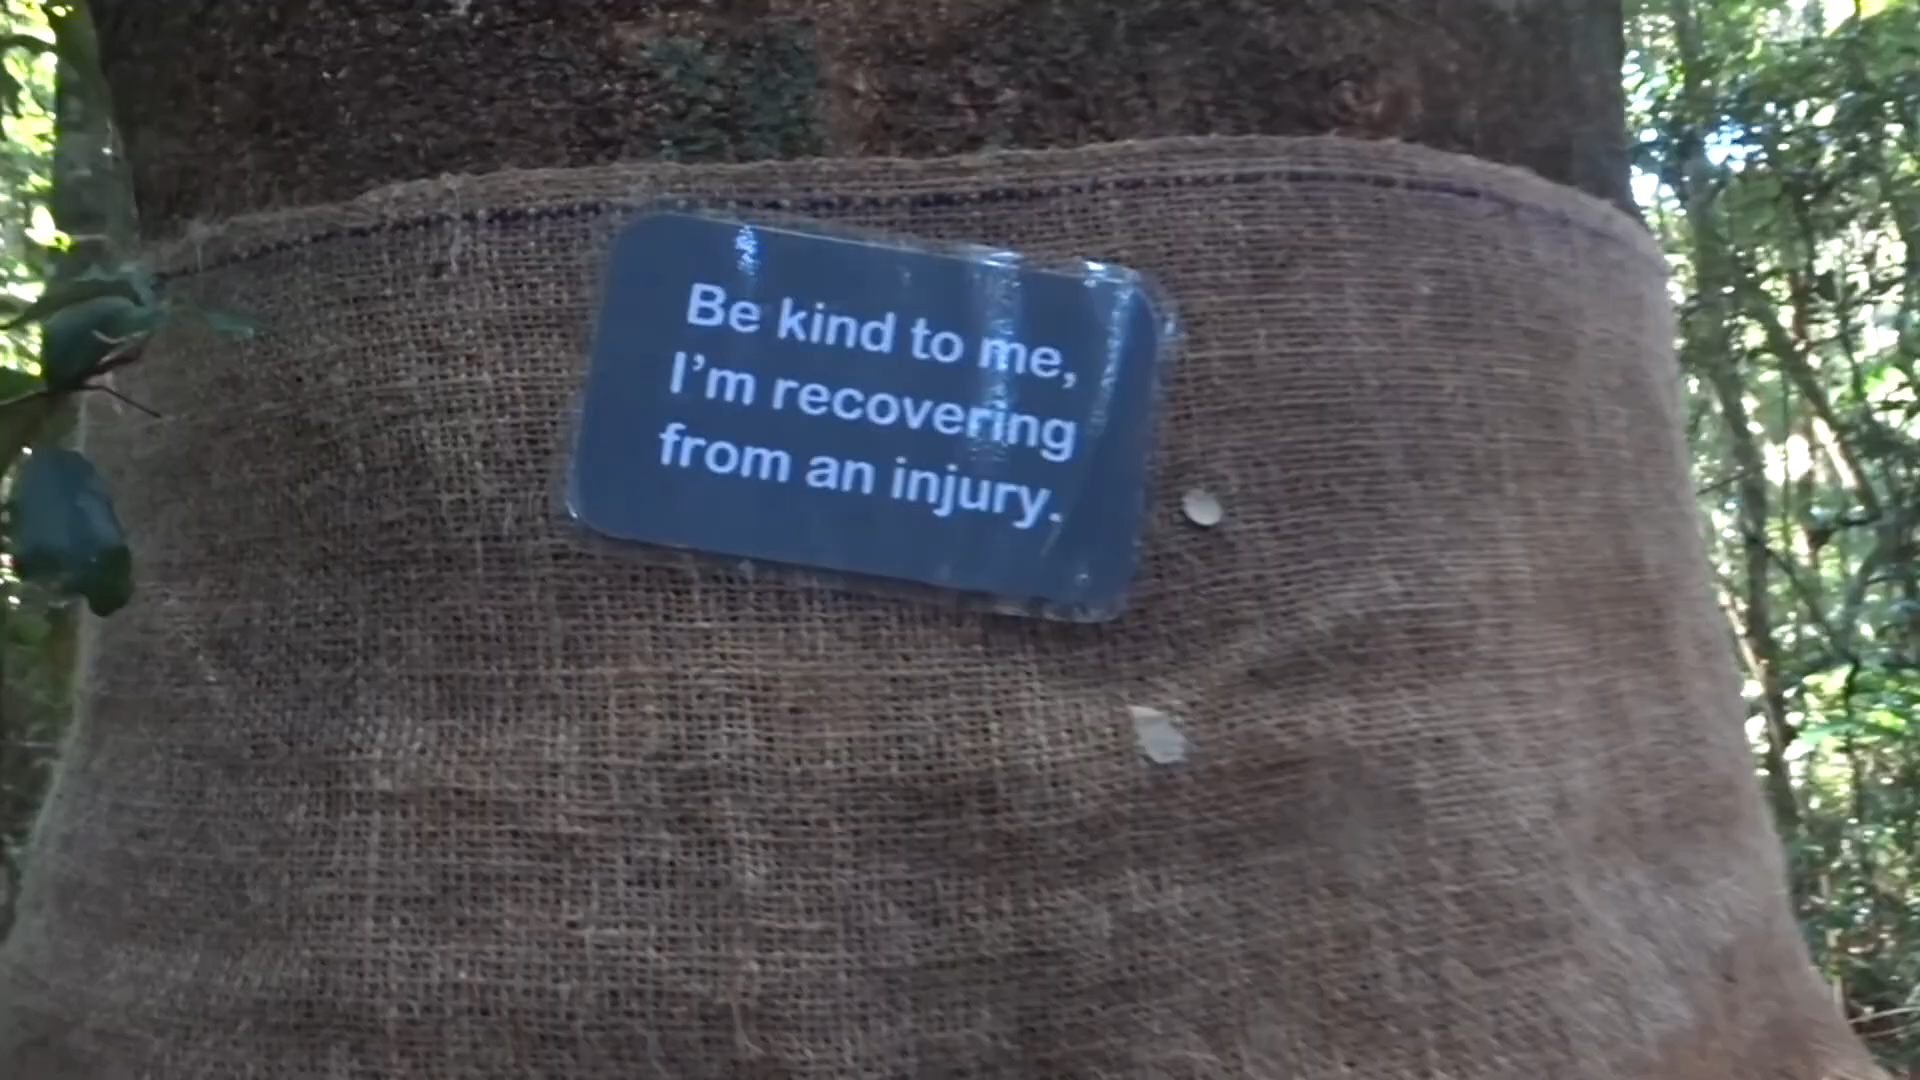 Be kind to me,
I’m recovering
from an injury.